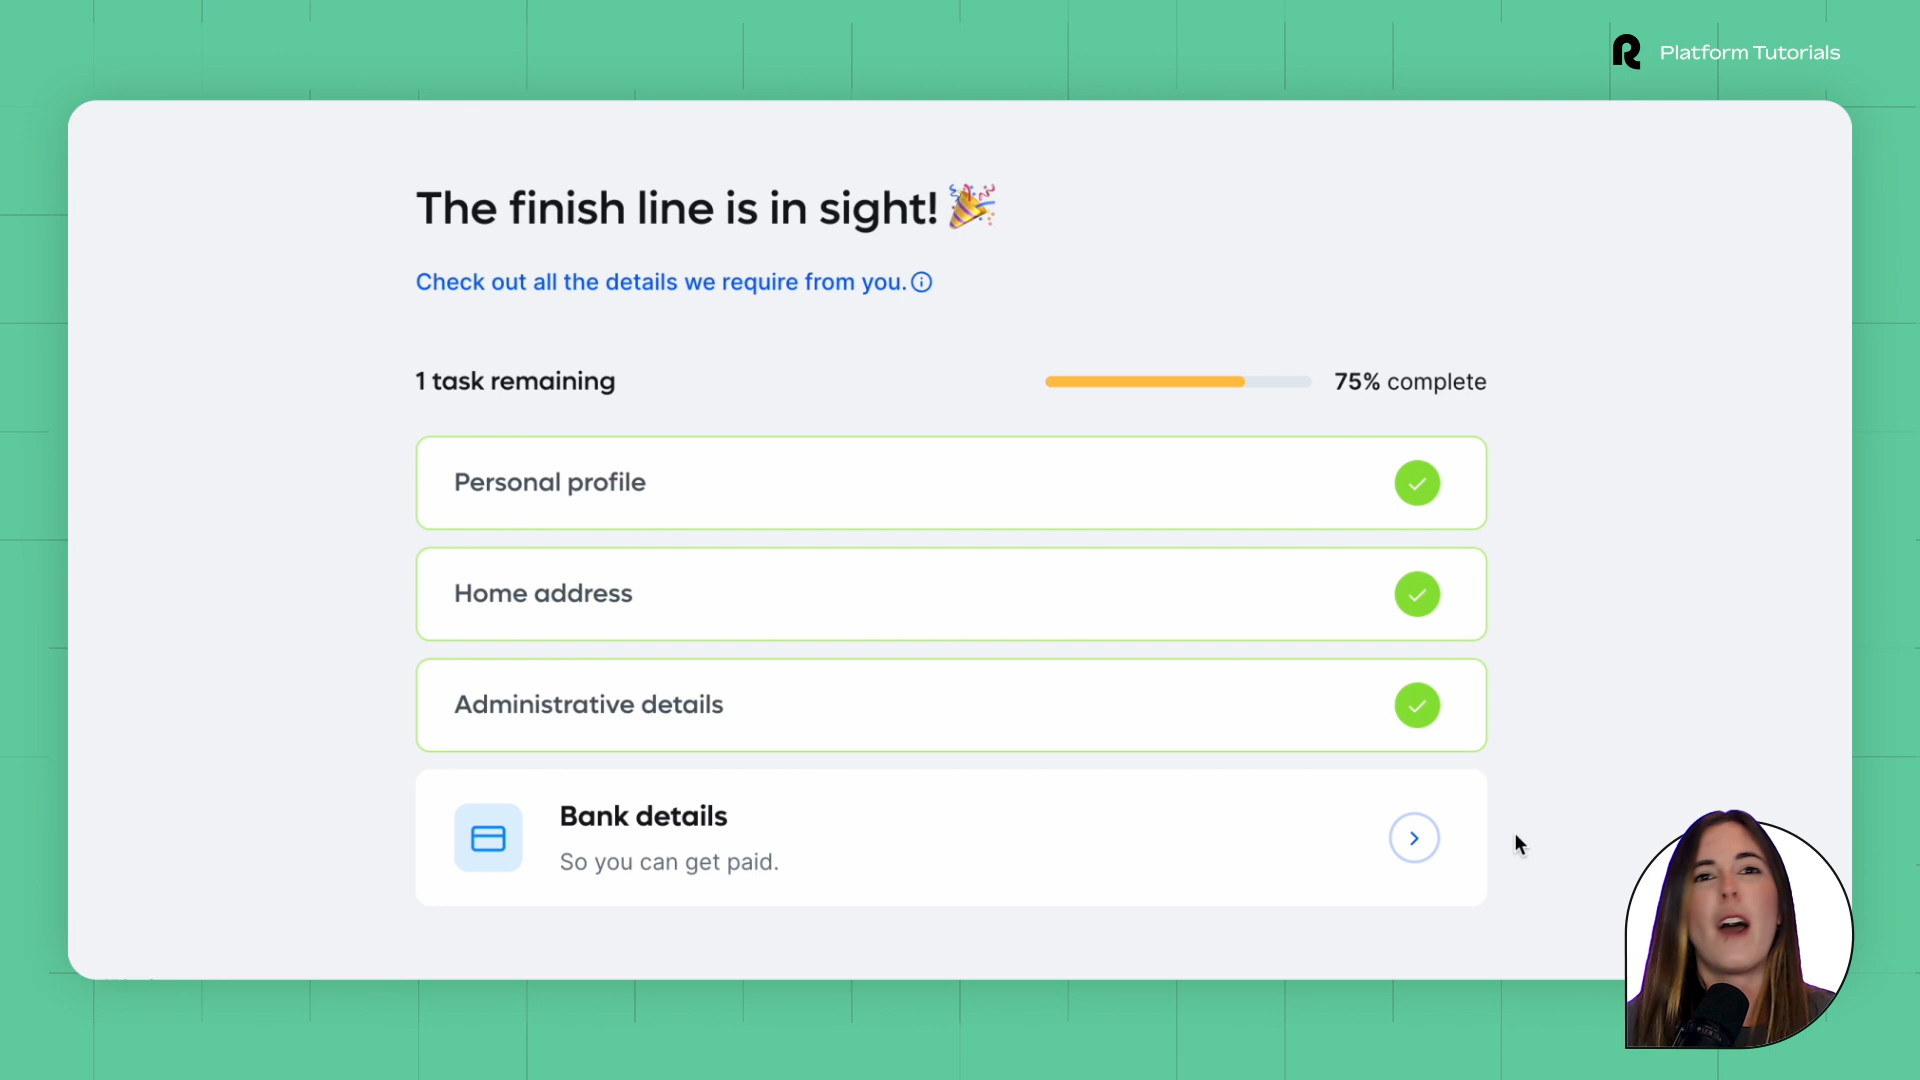 Platform Tutorials
The finish line is in sight!
Check out all the details we require from you.
1 task remaining
75% complete
Personal profile
Home address
Administrative details
Bank details
So you can get paid.